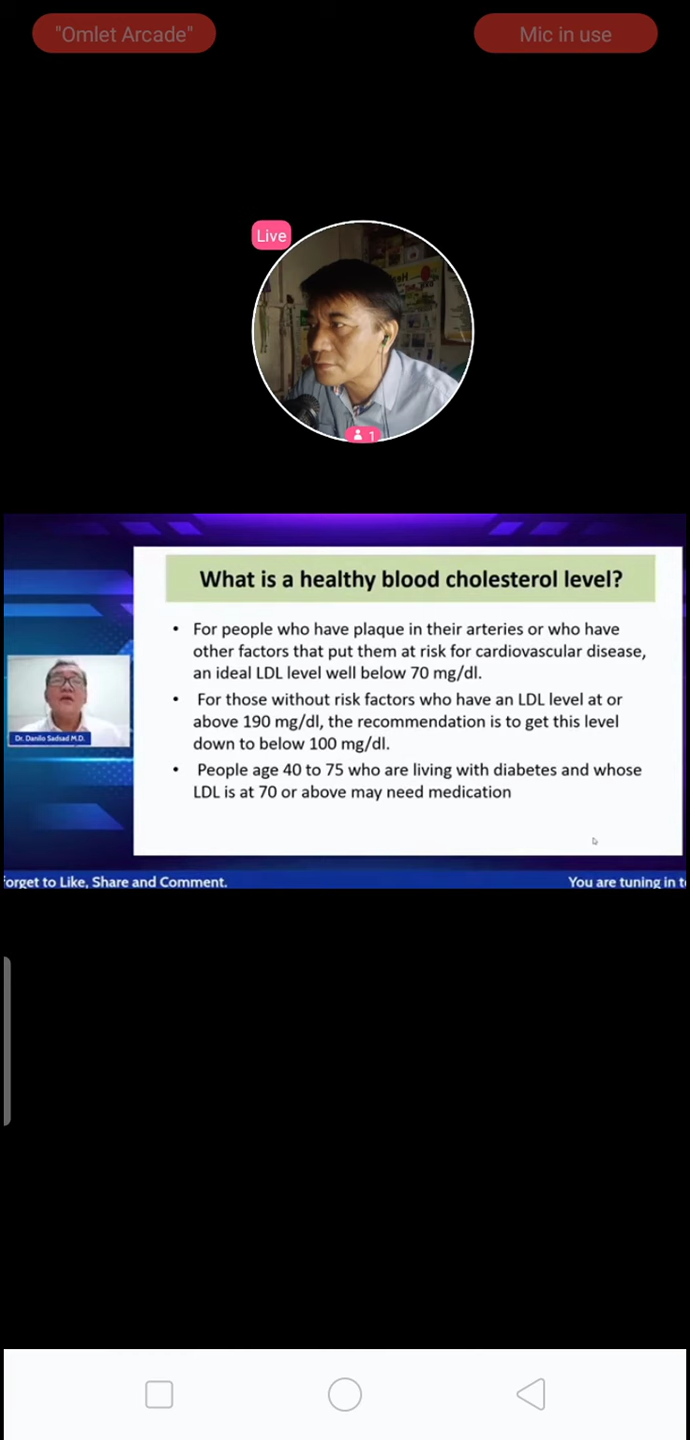 "Omlet Arcade"
Mic in use
Live
1
What is a healthy blood cholesterol level?
• For people who have plaque in their arteries or who have
other factors that put them at risk for cardiovascular disease,
an ideal LDL level well below 70 mg/dl.
• For those without risk factors who have an LDL level at or
above 190 mg/dl, the recommendation is to get this level
down to below 100 mg/dl.
• People age 40 to 75 who are living with diabetes and whose
LDL is at 70 or above may need medication
Dr. Danilo Sadsad M.D.
orget to Like, Share and Comment.
You are tuning in t